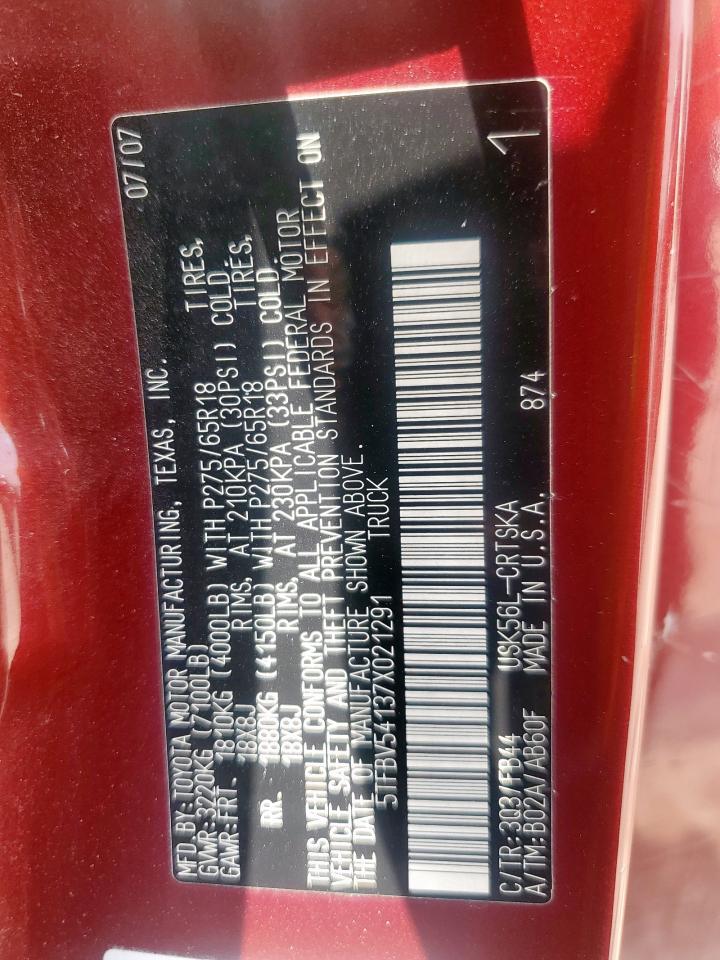 MFD. BY: TOYOTA MOTOR MANUFACTURING, TEXAS, INC. 07/07
GVWR: 3220KG (7100LB)
GAWR: FRT. 1810KG (4000LB) WITH P275/65R18 TIRES,
18X8J RIMS, AT 210KPA (30PSI) COLD
RR. 1880KG (4150LB) WITH P275/65R18 TIRES,
18X8J RIMS, AT 230KPA (33PSI) COLD.
THIS VEHICLE CONFORMS TO ALL APPLICABLE FEDERAL MOTOR
VEHICLE SAFETY AND THEFT PREVENTION STANDARDS IN EFFECT ON
THE DATE OF MANUFACTURE SHOWN ABOVE.
5TFBV54137X021291 TRUCK
C/TR: 3Q3/FB44 USK56L-CRTSKA 874 1
A/TM: B02A/AB60F MADE IN U.S.A.